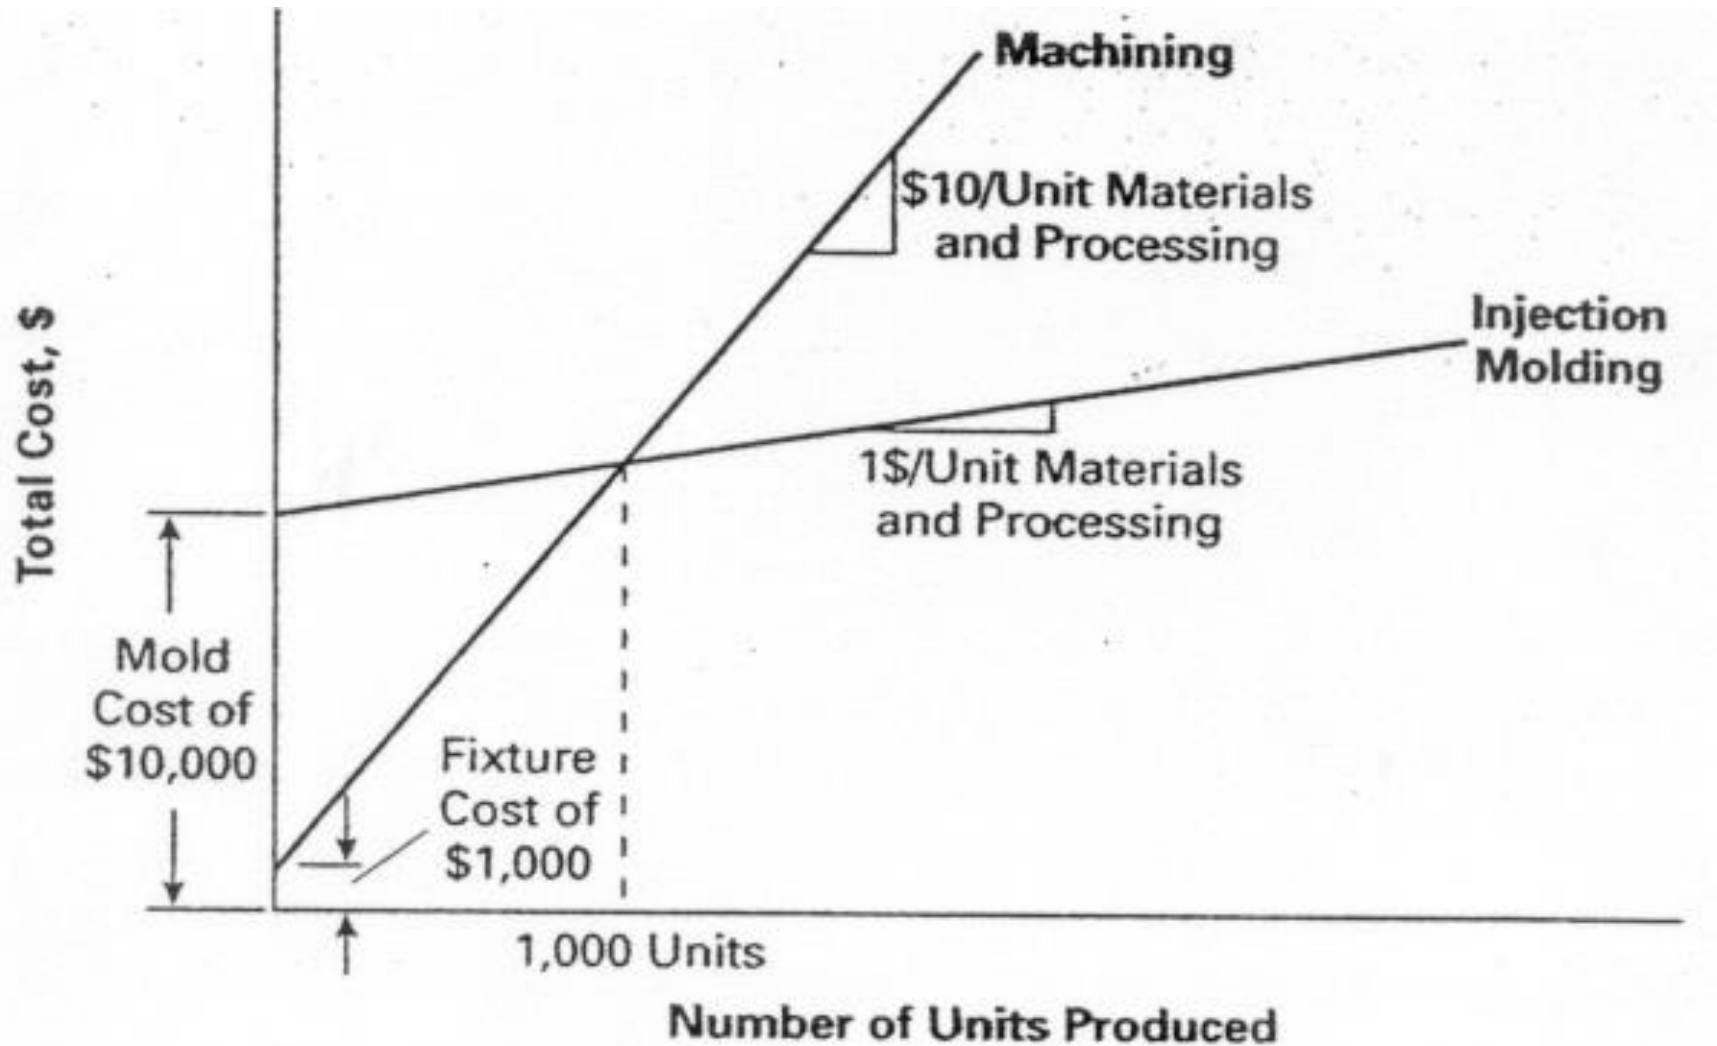 Machining
$10/Unit Materials
and Processing
Injection
Molding
1$/Unit Materials
and Processing
Total Cost, $
Mold
Cost of
$10,000
Fixture
Cost of
$1,000
1,000 Units
Number of Units Produced